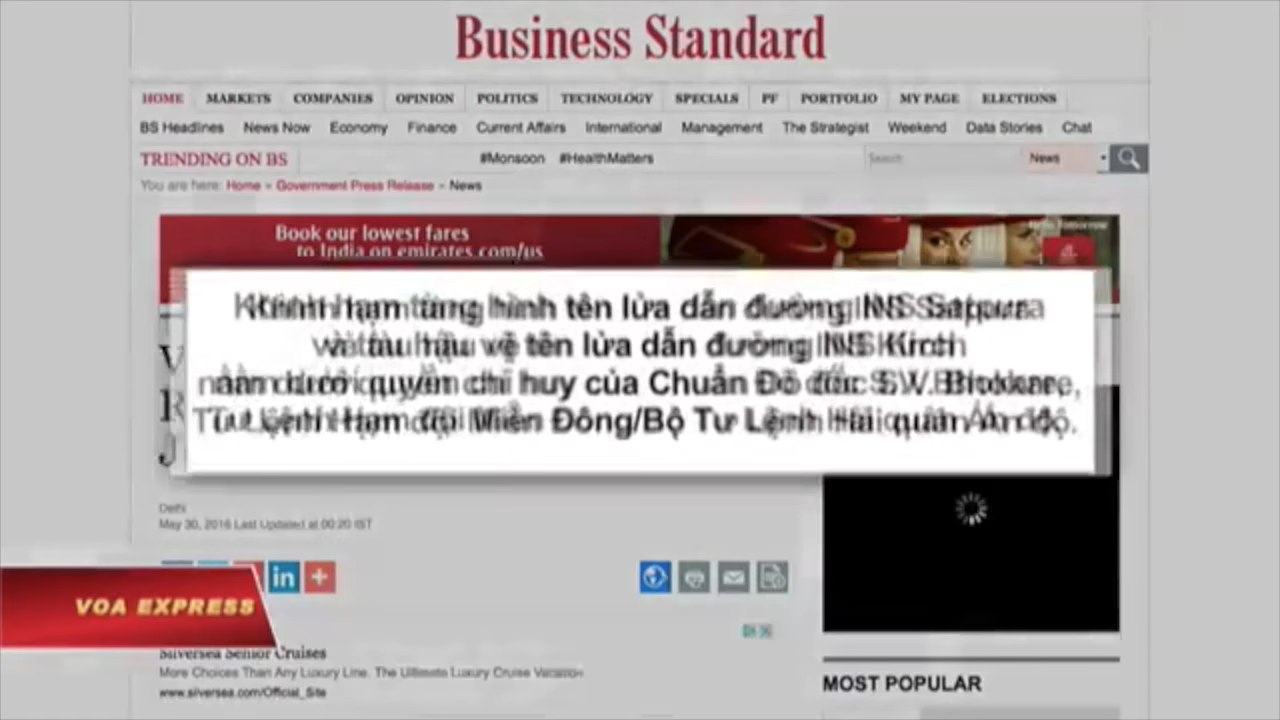 Business Standard
HOME MARKETS COMPANIES OPINION POLITICS TECHNOLOGY SPECIALS PF PORTFOLIO MY PAGE ELECTIONS
BS Headlines News Now Economy Finance Current Affairs International Management The Strategist Weekend Data Stories Chat
TRENDING ON BS #Monsoon #HealthMatters Search News
You are here: Home » Government Press Release » News
Book our lowest fares
to India on emirates.com/us
Hello Tomorrow
Khinh hạm tàng hình tên lửa dẫn đường INS Satpura
và tàu hậu vệ tên lửa dẫn đường INS Kirch
nằm dưới quyền chỉ huy của Chuẩn Đô đốc S.V. Bhokare,
Tư Lệnh Hạm đội Miền Đông/Bộ Tư Lệnh Hải quân Ấn độ.
V
R
J
Delhi
May 30, 2016 Last Updated at 00:20 IST
in +
VOA EXPRESS
Silversea Senior Cruises
More Choices Than Any Luxury Line. The Ultimate Luxury Cruise Vacation
www.silversea.com/Official_Site
MOST POPULAR